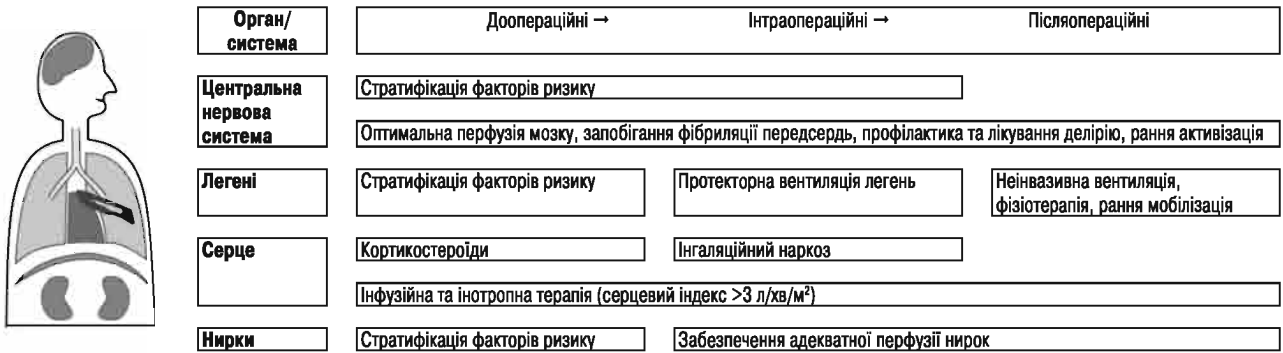 Орган/
система
Доопераційні → Інтраопераційні → Післяопераційні
Центральна
нервова
система
Стратифікація факторів ризику
Оптимальна перфузія мозку, запобігання фібриляції передсердь, профілактика та лікування делірію, рання активізація
Легені
Стратифікація факторів ризику
Протекторна вентиляція легень
Неінвазивна вентиляція,
фізіотерапія, рання мобілізація
Серце
Кортикостероїди
Інгаляційний наркоз
Інфузійна та інотропна терапія (серцевий індекс >3 л/хв/м²)
Нирки
Стратифікація факторів ризику
Забезпечення адекватної перфузії нирок